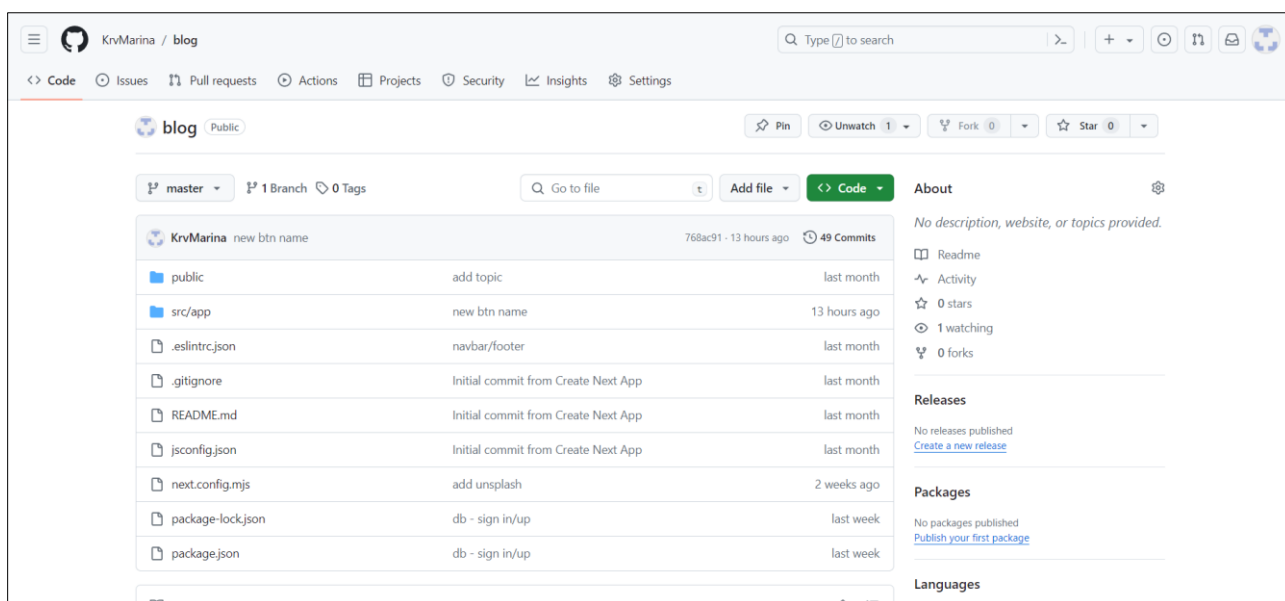 KrvMarina / blog
Type / to search
Code Issues Pull requests Actions Projects Security Insights Settings
blog Public
Pin Unwatch 1 Fork 0 Star 0
master 1 Branch 0 Tags Go to file t Add file Code
KrvMarina new btn name 768ac91 · 13 hours ago 49 Commits
public add topic last month
src/app new btn name 13 hours ago
.eslintrc.json navbar/footer last month
.gitignore Initial commit from Create Next App last month
README.md Initial commit from Create Next App last month
jsconfig.json Initial commit from Create Next App last month
next.config.mjs add unsplash 2 weeks ago
package-lock.json db - sign in/up last week
package.json db - sign in/up last week
About
No description, website, or topics provided.
Readme
Activity
0 stars
1 watching
0 forks
Releases
No releases published
Create a new release
Packages
No packages published
Publish your first package
Languages